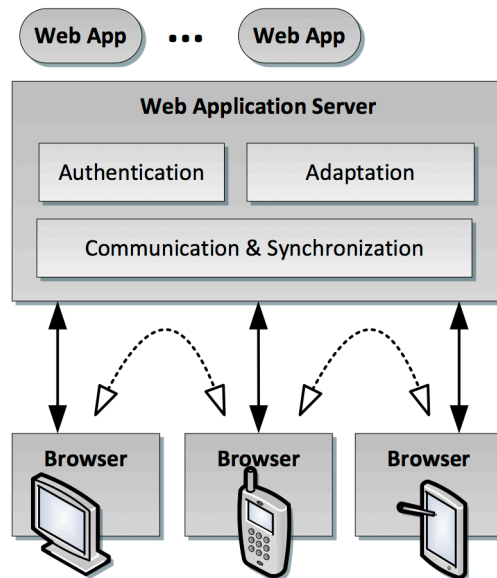 Web App ... Web App
Web Application Server
Authentication Adaptation
Communication & Synchronization
Browser Browser Browser